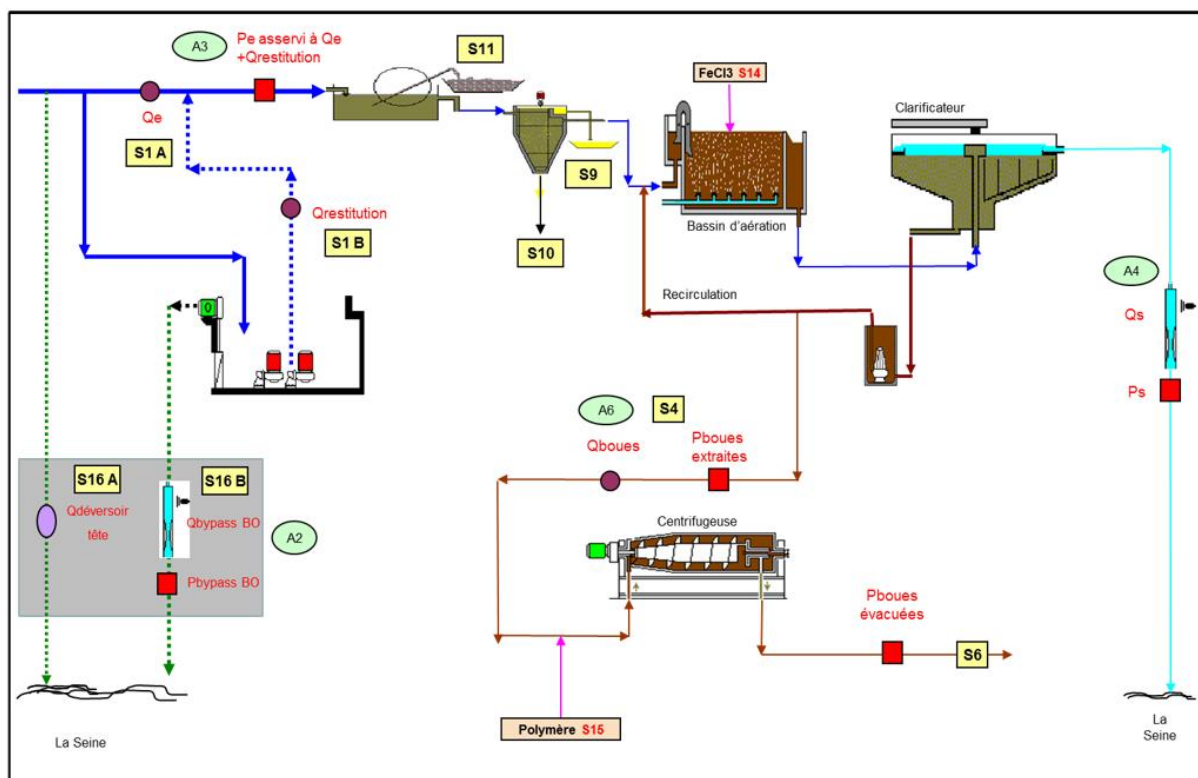 A3
Pe asservi à Qe
+Qrestitution
S11
FeCl3 S14
Clarificateur
Qe
S1 A
S9
Qrestitution
S1 B
S10
Bassin d'aération
A4
Recirculation
Qs
0
Ps
A6
S4
Qboues
Pboues
extraites
S16 A
S16 B
Qdéversoir
tête
Qbypass BO
A2
Centrifugeuse
Pbypass BO
Pboues
évacuées
S6
Polymère S15
La Seine
La
Seine